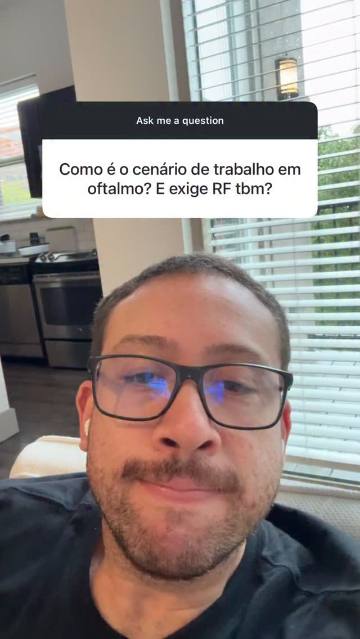 Ask me a question
Como é o cenário de trabalho em
oftalmo? E exige RF tbm?